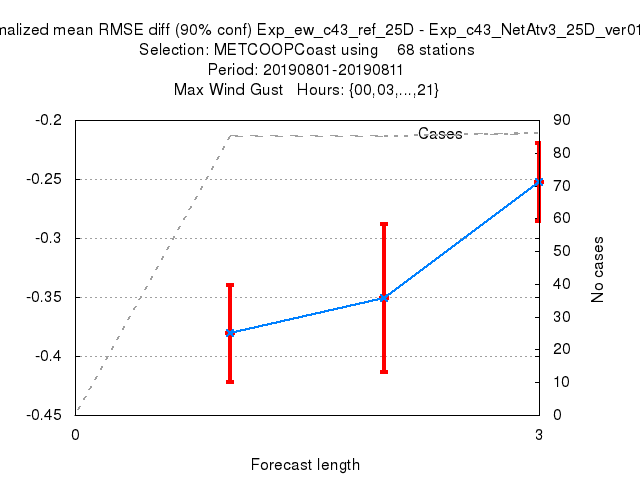 malized mean RMSE diff (90% conf) Exp_ew_c43_ref_25D - Exp_c43_NetAtv3_25D_ver01
Selection: METCOOPCoast using 68 stations
Period: 20190801-20190811
Max Wind Gust Hours: {00,03,...,21}
-0.2
-0.25
-0.3
-0.35
-0.4
-0.45
Cases
90
80
70
60
50
40
30
20
10
0
No cases
0
3
Forecast length